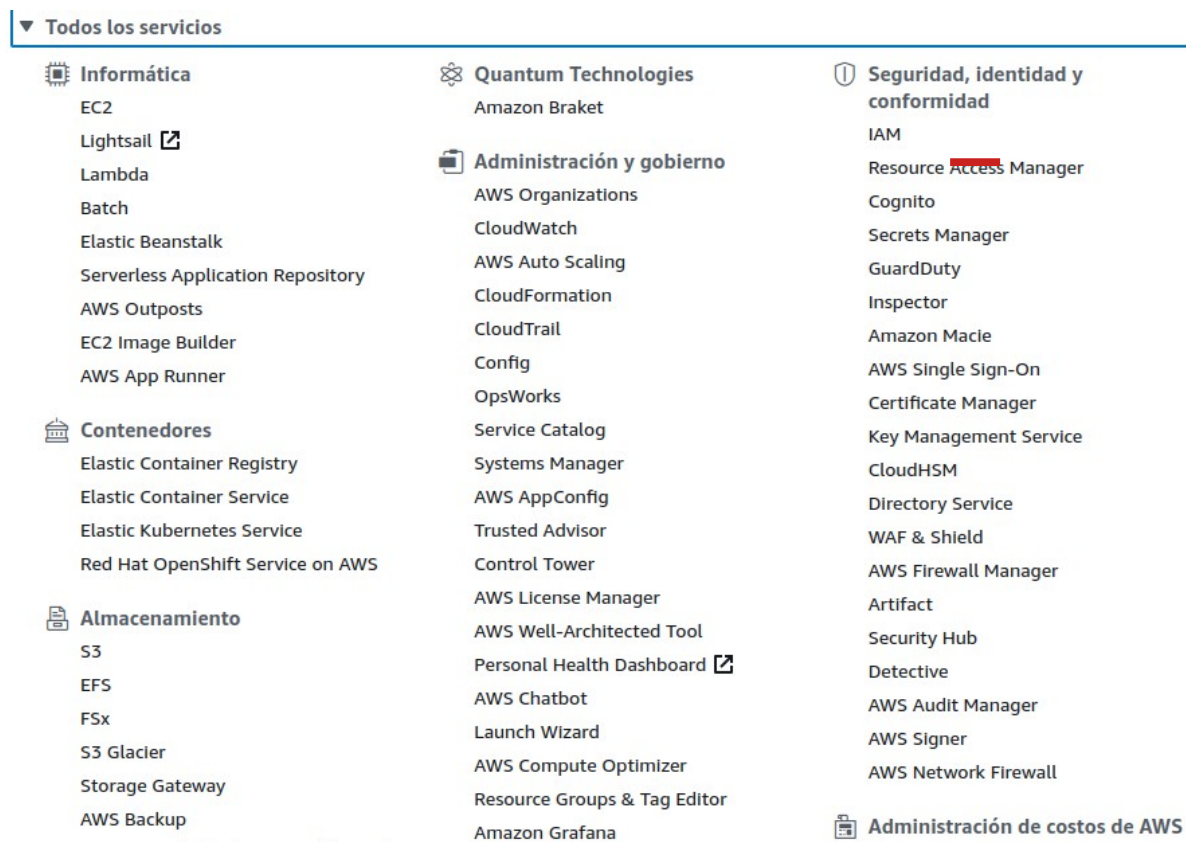 Todos los servicios
Informática
EC2
Lightsail
Lambda
Batch
Elastic Beanstalk
Serverless Application Repository
AWS Outposts
EC2 Image Builder
AWS App Runner
Contenedores
Elastic Container Registry
Elastic Container Service
Elastic Kubernetes Service
Red Hat OpenShift Service on AWS
Almacenamiento
S3
EFS
FSx
S3 Glacier
Storage Gateway
AWS Backup
Quantum Technologies
Amazon Braket
Administración y gobierno
AWS Organizations
CloudWatch
AWS Auto Scaling
CloudFormation
CloudTrail
Config
OpsWorks
Service Catalog
Systems Manager
AWS AppConfig
Trusted Advisor
Control Tower
AWS License Manager
AWS Well-Architected Tool
Personal Health Dashboard
AWS Chatbot
Launch Wizard
AWS Compute Optimizer
Resource Groups & Tag Editor
Amazon Grafana
Seguridad, identidad y
conformidad
IAM
Resource Access Manager
Cognito
Secrets Manager
GuardDuty
Inspector
Amazon Macie
AWS Single Sign-On
Certificate Manager
Key Management Service
CloudHSM
Directory Service
WAF & Shield
AWS Firewall Manager
Artifact
Security Hub
Detective
AWS Audit Manager
AWS Signer
AWS Network Firewall
Administración de costos de AWS